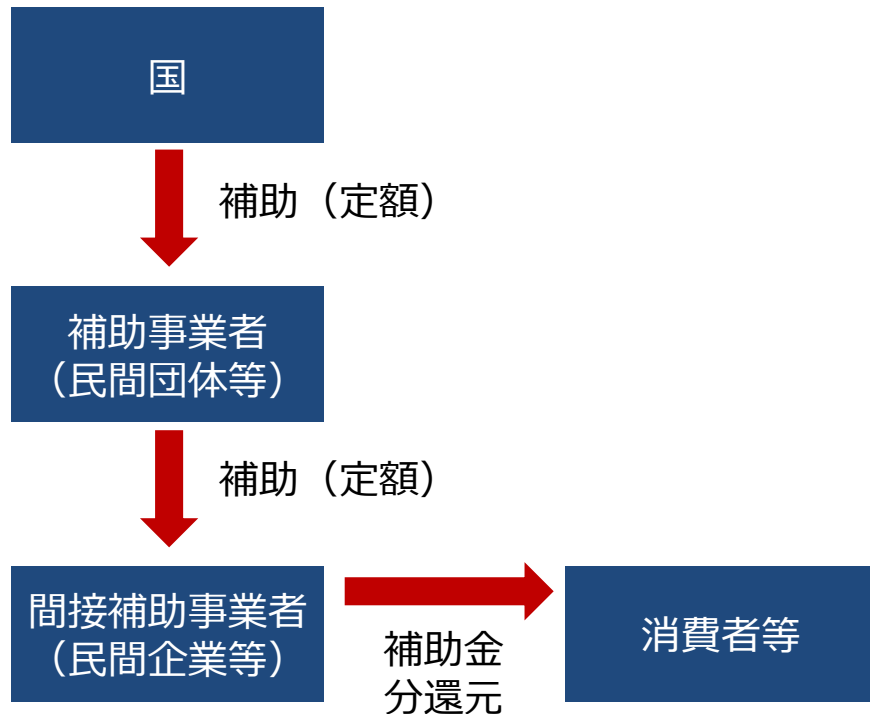 国
補助（定額）
補助事業者
（民間団体等）
補助（定額）
間接補助事業者
（民間企業等）
補助金
分還元
消費者等